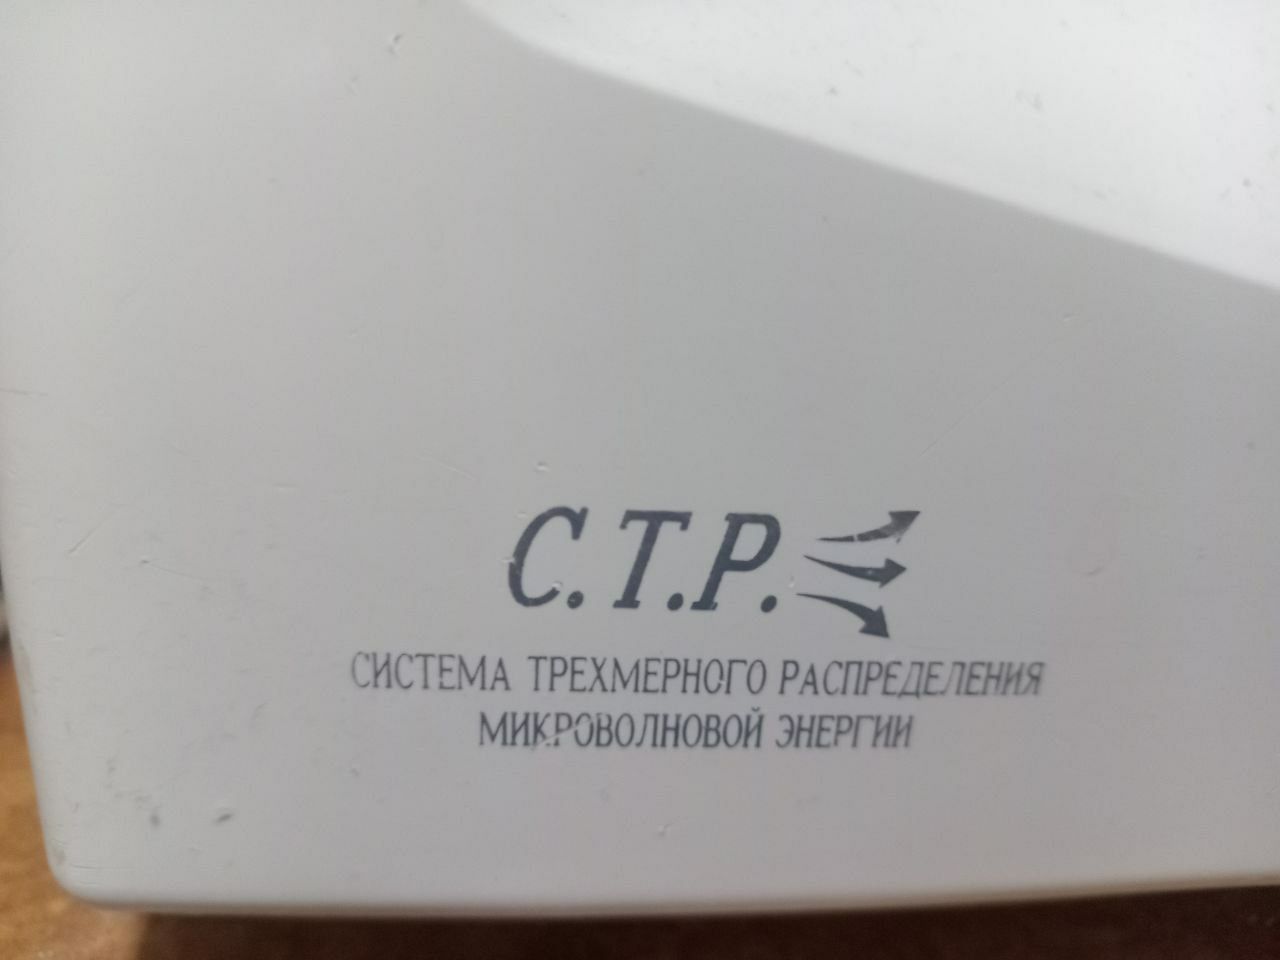 С.Т.Р.
СИСТЕМА ТРЕХМЕРНОГО РАСПРЕДЕЛЕНИЯ
МИКРОВОЛНОВОЙ ЭНЕРГИИ